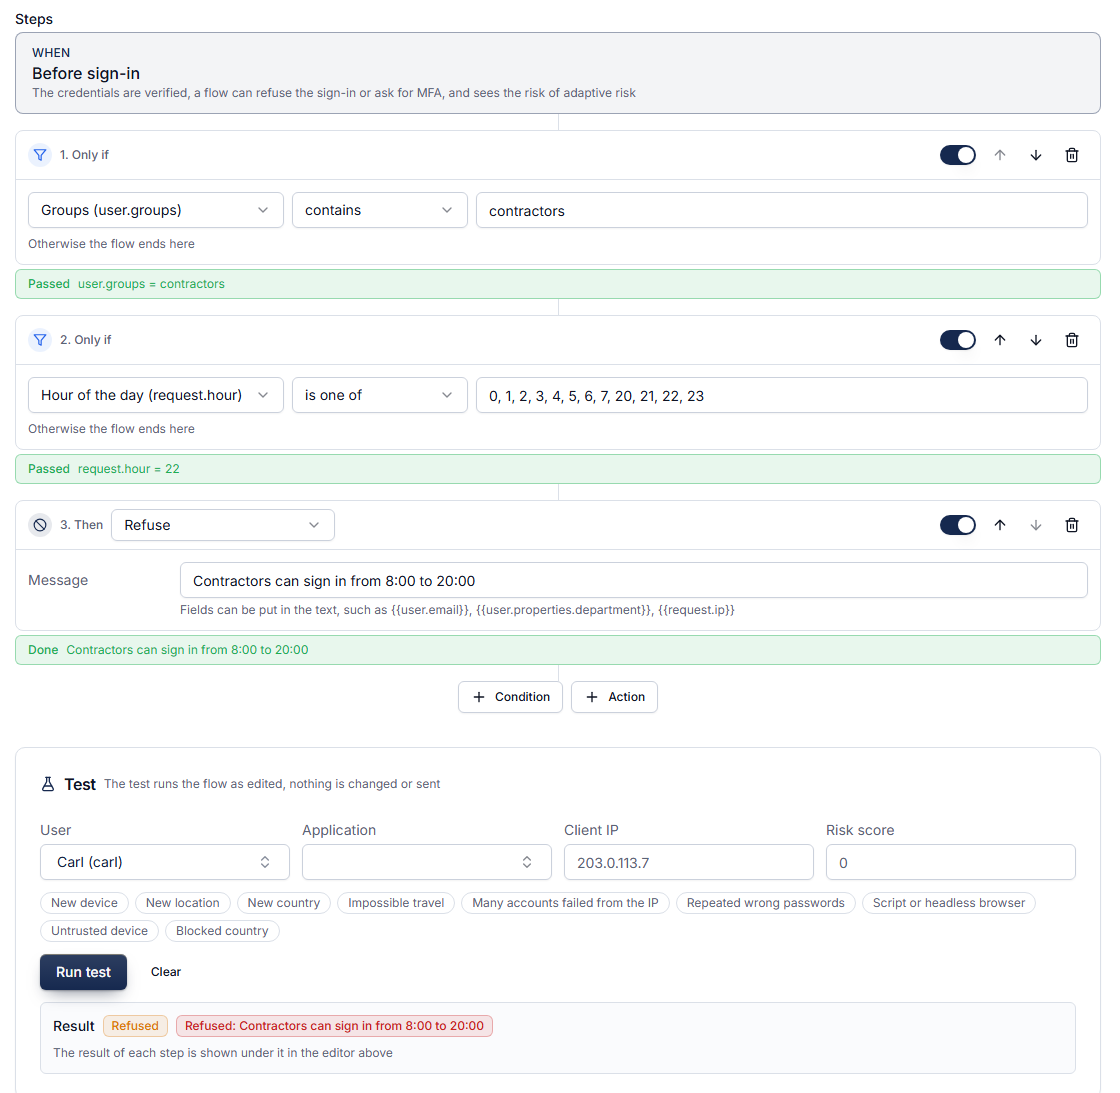 Steps
WHEN
Before sign-in
The credentials are verified, a flow can refuse the sign-in or ask for MFA, and sees the risk of adaptive risk
1. Only if
Groups (user.groups) contains contractors
Otherwise the flow ends here
Passed user.groups = contractors
2. Only if
Hour of the day (request.hour) is one of 0, 1, 2, 3, 4, 5, 6, 7, 20, 21, 22, 23
Otherwise the flow ends here
Passed request.hour = 22
3. Then Refuse
Message Contractors can sign in from 8:00 to 20:00
Fields can be put in the text, such as {{user.email}}, {{user.properties.department}}, {{request.ip}}
Done Contractors can sign in from 8:00 to 20:00
+ Condition + Action
Test The test runs the flow as edited, nothing is changed or sent
User Application Client IP Risk score
Carl (carl) 203.0.113.7 0
New device New location New country Impossible travel Many accounts failed from the IP Repeated wrong passwords Script or headless browser
Untrusted device Blocked country
Run test Clear
Result Refused Refused: Contractors can sign in from 8:00 to 20:00
The result of each step is shown under it in the editor above